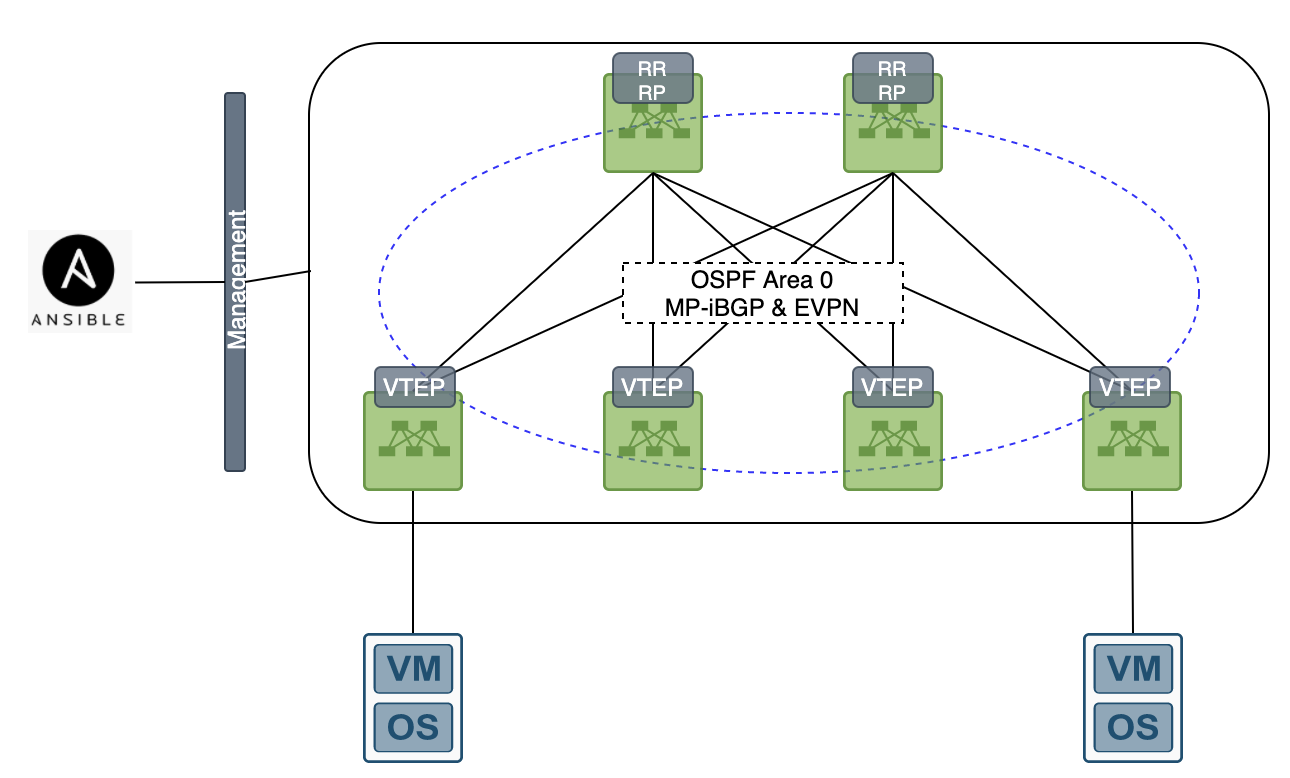 RR
RP
RR
RP
Management
ANSIBLE
OSPF Area 0
MP-iBGP & EVPN
VTEP
VTEP
VTEP
VTEP
VM
OS
VM
OS